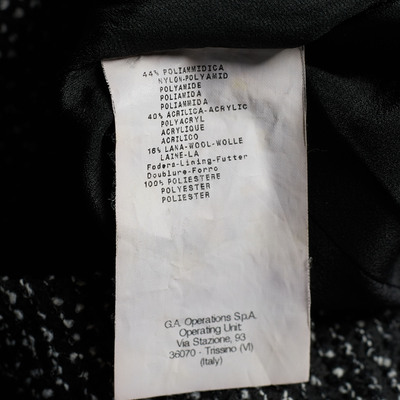 44% POLIAMMIDICA
NYLON-POLYAMID
POLYAMIDE
POLIAMIDA
POLIAMMIDA
40% ACRILICA-ACRYLIC
POLYACRYL
ACRYLIQUE
ACRILICO
16% LANA-WOOL-WOLLE
LAINE-LA
Fodera-Lining-Futter
Doublure-Forro
100% POLIESTERE
POLYESTER
POLIESTER
G.A. Operations S.p.A.
Operating Unit:
Via Stazione, 93
36070 - Trissino (VI)
(Italy)